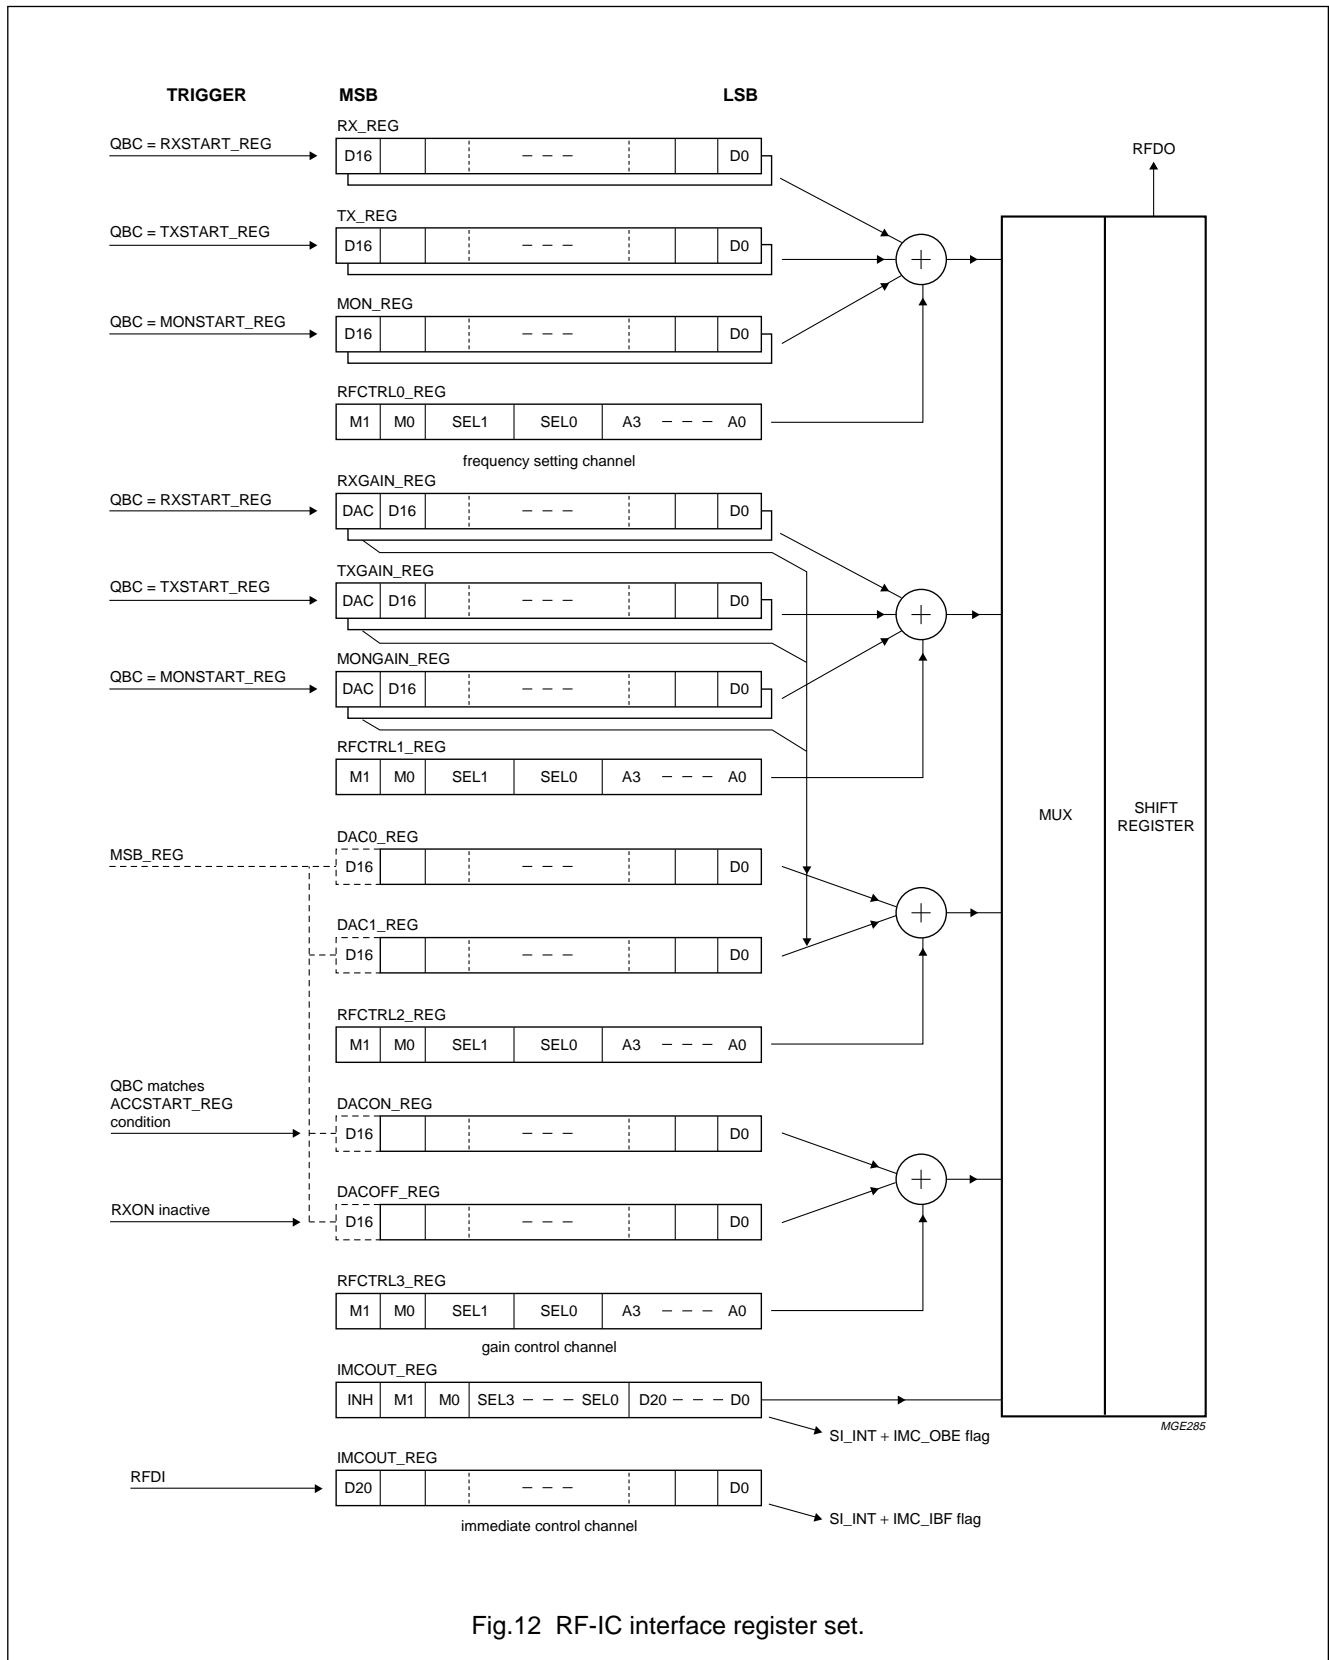 TRIGGER MSB LSB
RX_REG
QBC = RXSTART_REG D16 – – – D0
RFDO
TX_REG
QBC = TXSTART_REG D16 – – – D0
+
MON_REG
QBC = MONSTART_REG D16 – – – D0
RFCTRL0_REG
M1 M0 SEL1 SEL0 A3 – – – A0
frequency setting channel
RXGAIN_REG
QBC = RXSTART_REG DAC D16 – – – D0
TXGAIN_REG
QBC = TXSTART_REG DAC D16 – – – D0
+
MONGAIN_REG
QBC = MONSTART_REG DAC D16 – – – D0
RFCTRL1_REG
M1 M0 SEL1 SEL0 A3 – – – A0
MUX
SHIFT
REGISTER
DAC0_REG
MSB_REG D16 – – – D0
+
DAC1_REG
D16 – – – D0
RFCTRL2_REG
M1 M0 SEL1 SEL0 A3 – – – A0
QBC matches
ACCSTART_REG
condition
DACON_REG
D16 – – – D0
+
DACOFF_REG
RXON inactive D16 – – – D0
RFCTRL3_REG
M1 M0 SEL1 SEL0 A3 – – – A0
gain control channel
IMCOUT_REG
INH M1 M0 SEL3 – – – SEL0 D20 – – – D0
MGE285
SI_INT + IMC_OBE flag
IMCOUT_REG
RFDI D20 – – – D0
SI_INT + IMC_IBF flag
immediate control channel
Fig.12 RF-IC interface register set.